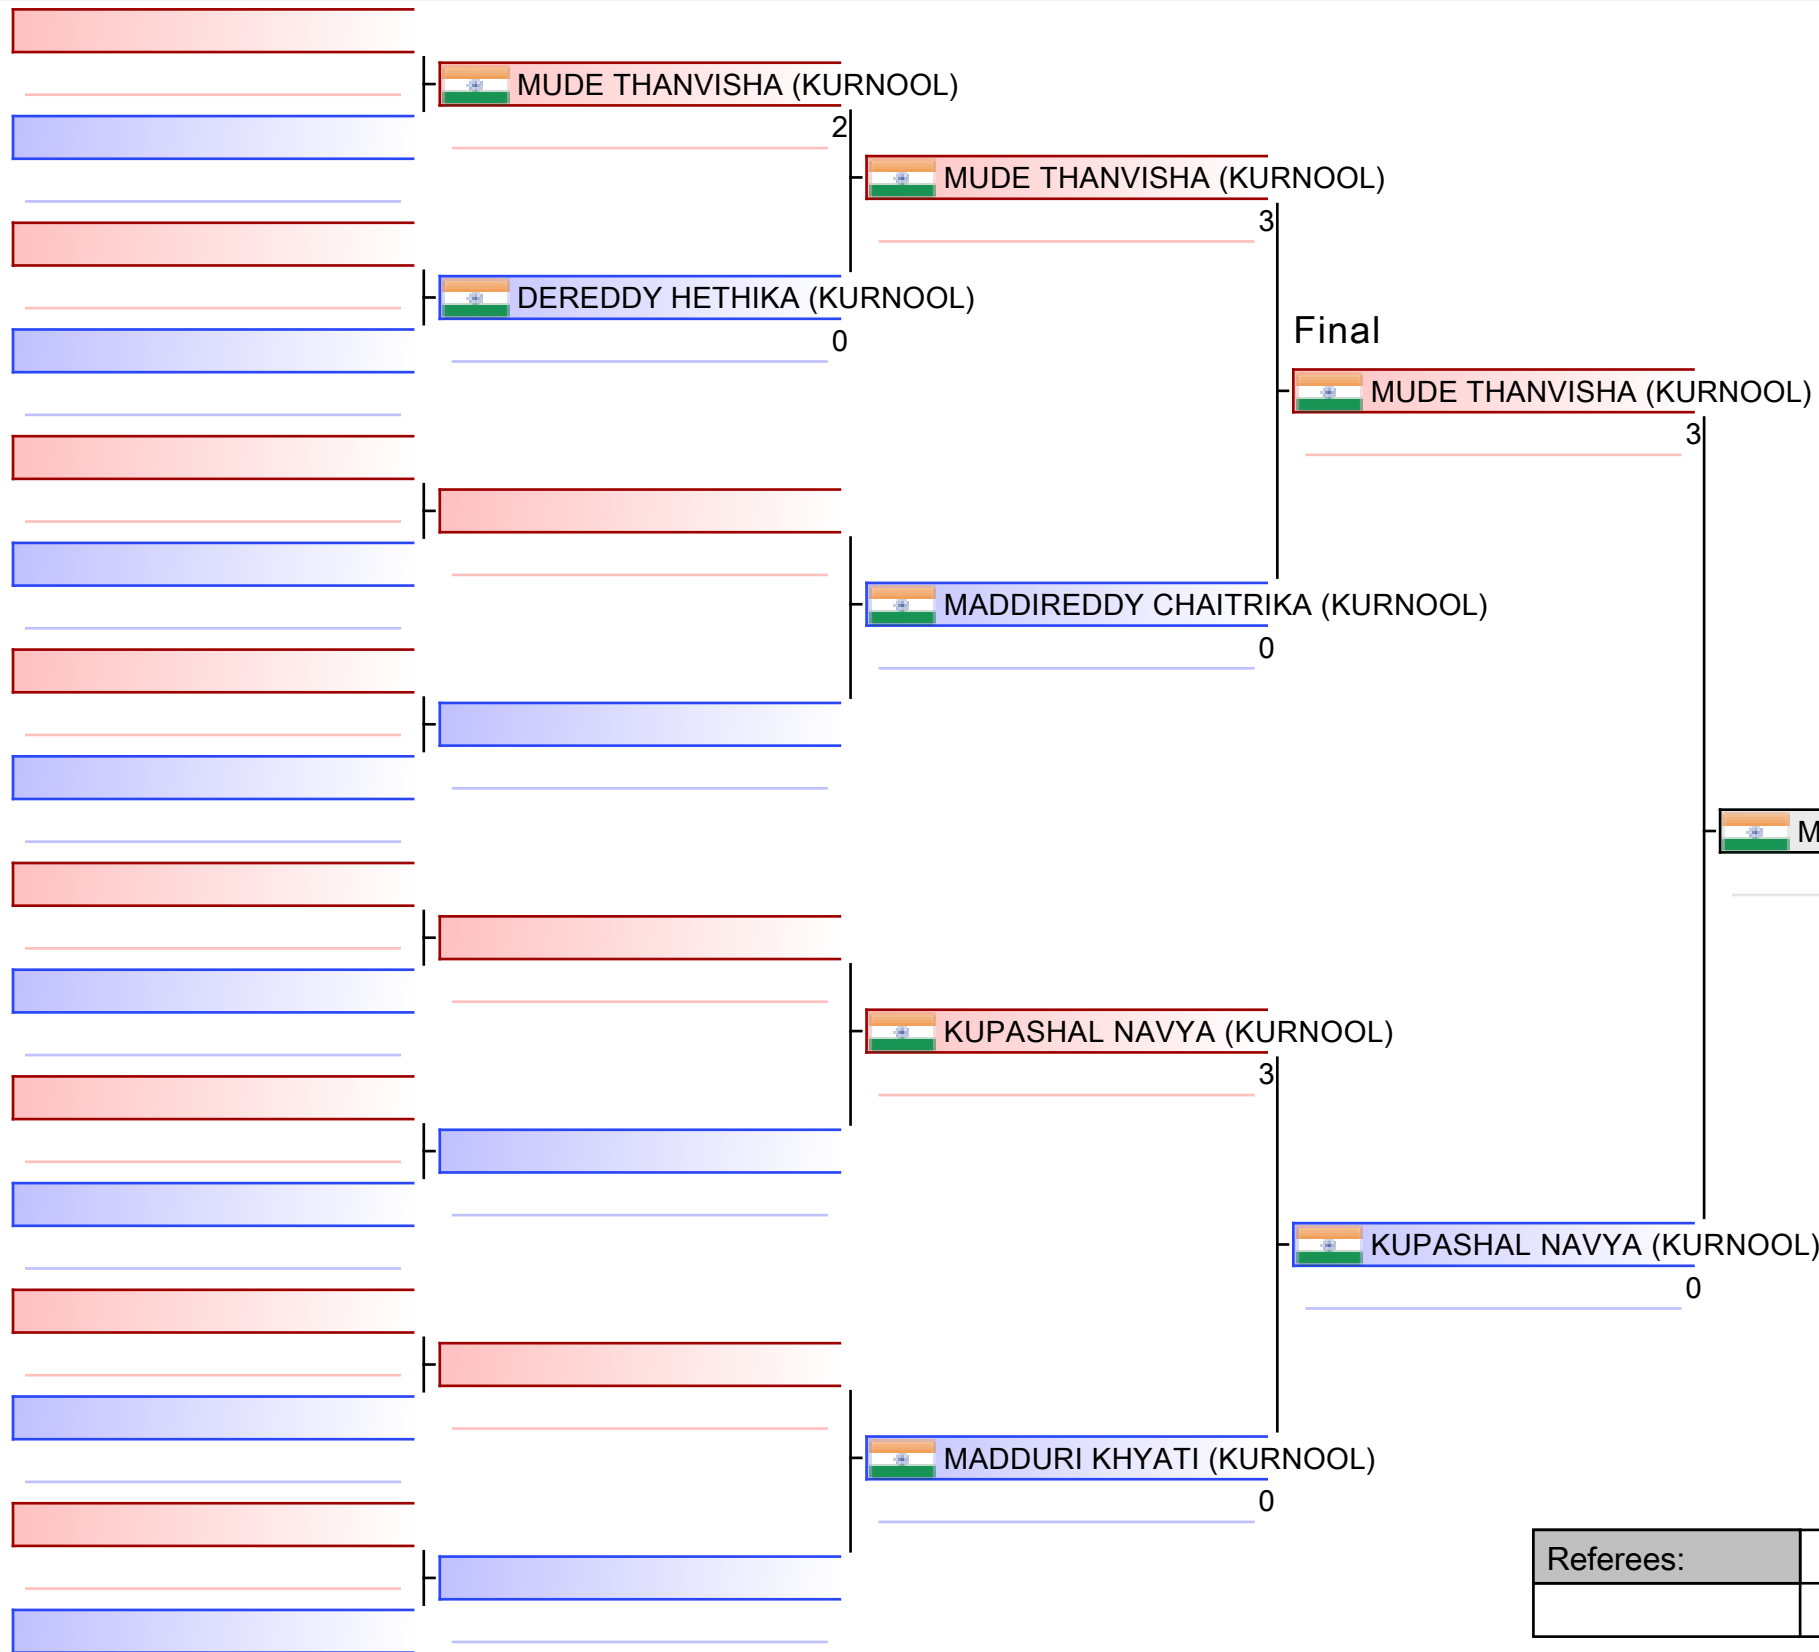 MUDE THANVISHA (KURNOOL)
2
MUDE THANVISHA (KURNOOL)
3
DEREDDY HETHIKA (KURNOOL)
0
Final
MUDE THANVISHA (KURNOOL)
3
MADDIREDDY CHAITRIKA (KURNOOL)
0
M
KUPASHAL NAVYA (KURNOOL)
3
KUPASHAL NAVYA (KURNOOL)
0
MADDURI KHYATI (KURNOOL)
0
Referees: